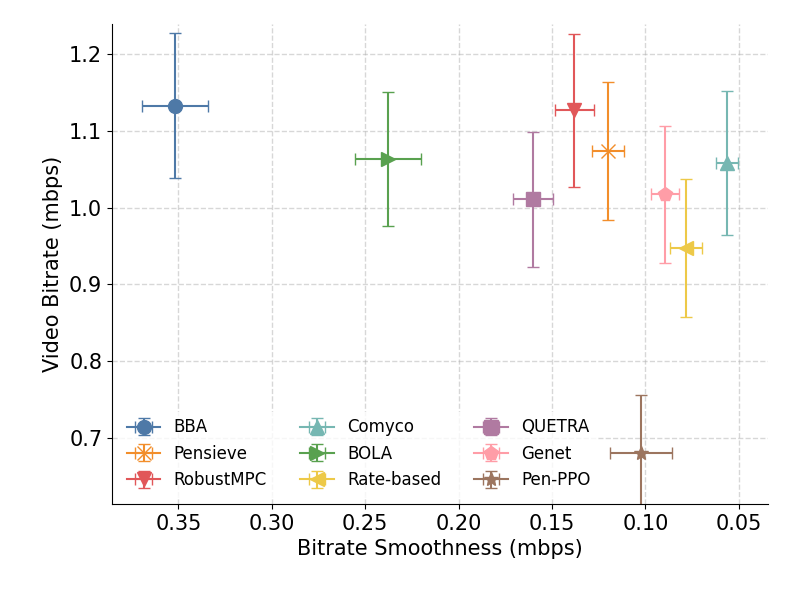 1.2
1.1
1.0
0.9
0.8
0.7
Video Bitrate (mbps)
BBA Comyco QUETRA
Pensieve BOLA Genet
RobustMPC Rate-based Pen-PPO
0.35 0.30 0.25 0.20 0.15 0.10 0.05
Bitrate Smoothness (mbps)